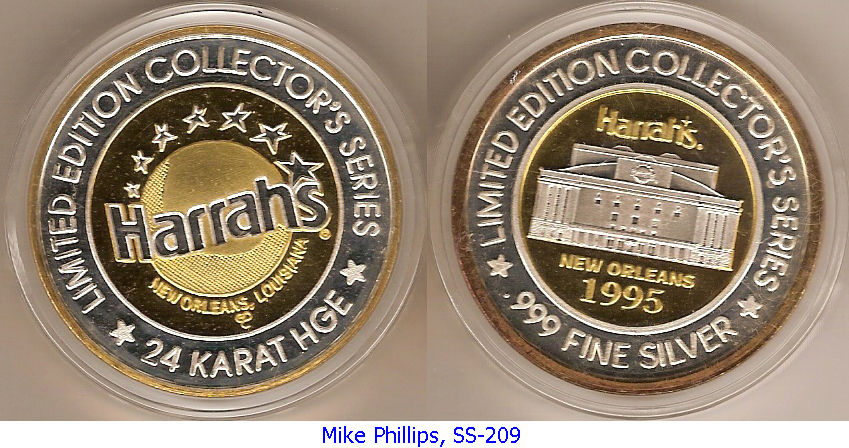 LIMITED EDITION COLLECTOR'S SERIES
Harrah's®
NEW ORLEANS, LOUISIANA
24 KARAT HGE
LIMITED EDITION COLLECTOR'S SERIES
Harrah's.
NEW ORLEANS
1995
.999 FINE SILVER
Mike Phillips, SS-209